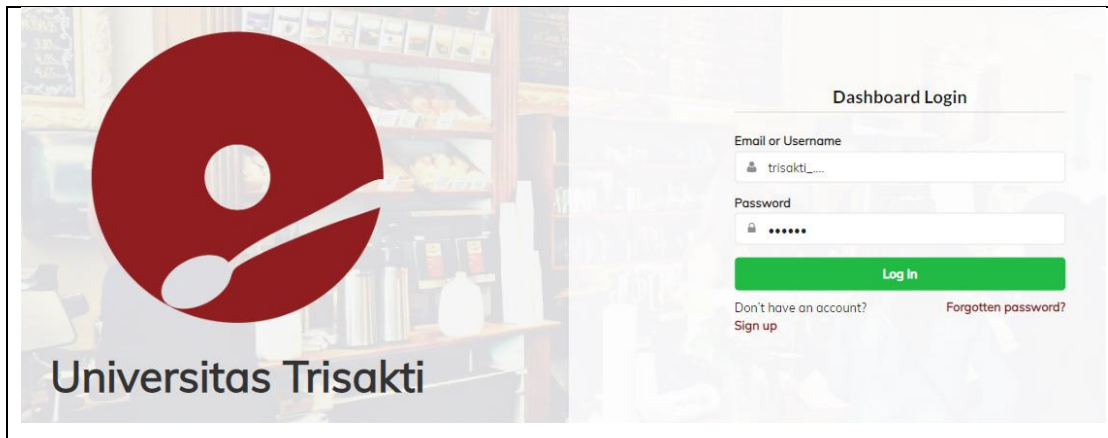 Universitas Trisakti
Dashboard Login
Email or Username
trisakti_....
Password
••••••
Log In
Don't have an account?
Forgotten password?
Sign up